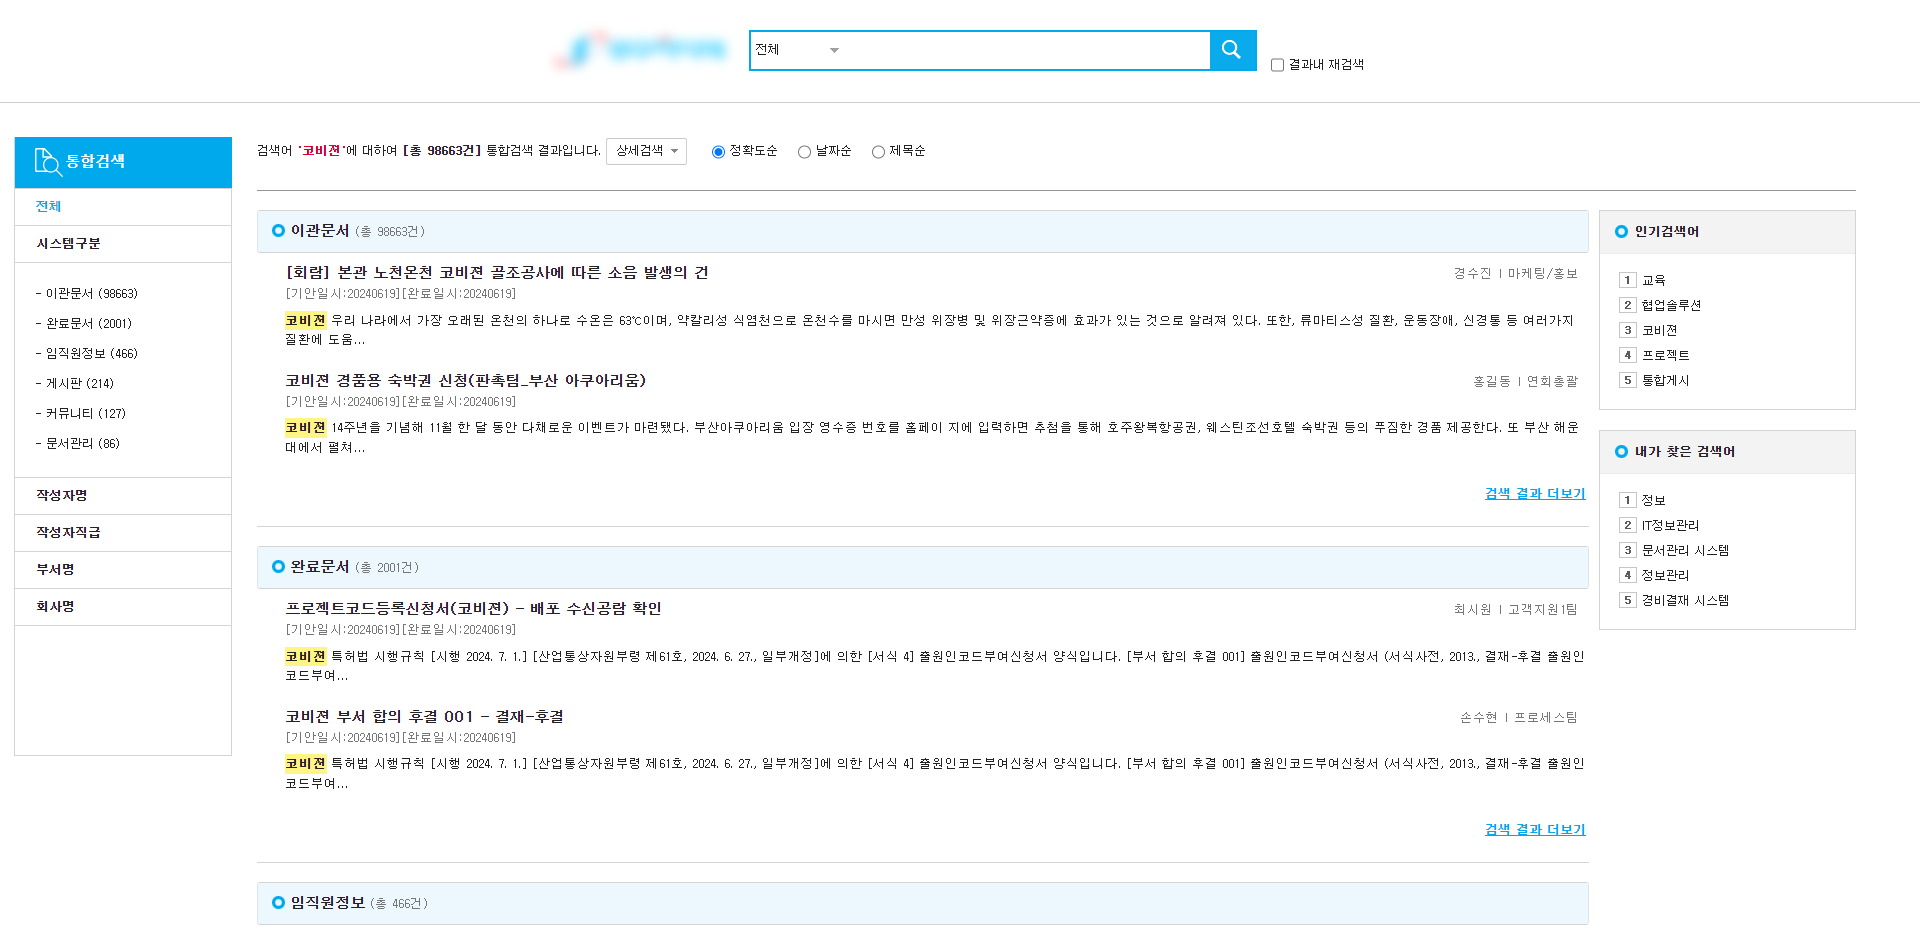 전체
결과내 재검색
통합검색
전체
시스템구분
- 이관문서 (98663)
- 완료문서 (2001)
- 임직원정보 (466)
- 게시판 (214)
- 커뮤니티 (127)
- 문서관리 (86)
작성자명
작성자직급
부서명
회사명
검색어 '코비젼'에 대하여 [총 98663건] 통합검색 결과입니다. 상세검색 정확도순 날짜순 제목순
이관문서 (총 98663건)
[회람] 본관 노천온천 코비젼 골조공사에 따른 소음 발생의 건
경수진 | 마케팅/홍보
[기안일시:20240619][완료일시:20240619]
코비젼 우리 나라에서 가장 오래된 온천의 하나로 수온은 63℃이며, 약칼리성 식염천으로 온천수를 마시면 만성 위장병 및 위장근약증에 효과가 있는 것으로 알려져 있다. 또한, 류마티스성 질환, 운동장애, 신경통 등 여러가지
질환에 도움...
코비젼 경품용 숙박권 신청(판촉팀_부산 아쿠아리움)
홍길동 | 연회총괄
[기안일시:20240619][완료일시:20240619]
코비젼 14주년을 기념해 11월 한 달 동안 다채로운 이벤트가 마련됐다. 부산아쿠아리움 입장 영수증 번호를 홈페이 지에 입력하면 추첨을 통해 호주왕복항공권, 웨스틴조선호텔 숙박권 등의 푸짐한 경품 제공한다. 또 부산 해운
대에서 펼쳐...
검색 결과 더보기
완료문서 (총 2001건)
프로젝트코드등록신청서(코비젼) - 배포 수신공람 확인
최시원 | 고객지원1팀
[기안일시:20240619][완료일시:20240619]
코비젼 특허법 시행규칙 [시행 2024. 7. 1.] [산업통상자원부령 제61호, 2024. 6. 27., 일부개정]에 의한 [서식 4] 출원인코드부여신청서 양식입니다. [부서 합의 후결 001] 출원인코드부여신청서 (서식사전, 2013., 결재-후결 출원인
코드부여...
코비젼 부서 합의 후결 001 - 결재-후결
손수현 | 프로세스팀
[기안일시:20240619][완료일시:20240619]
코비젼 특허법 시행규칙 [시행 2024. 7. 1.] [산업통상자원부령 제61호, 2024. 6. 27., 일부개정]에 의한 [서식 4] 출원인코드부여신청서 양식입니다. [부서 합의 후결 001] 출원인코드부여신청서 (서식사전, 2013., 결재-후결 출원인
코드부여...
검색 결과 더보기
임직원정보 (총 466건)
인기검색어
1 교육
2 협업솔루션
3 코비젼
4 프로젝트
5 통합게시
내가 찾은 검색어
1 정보
2 IT정보관리
3 문서관리 시스템
4 정보관리
5 경비결재 시스템